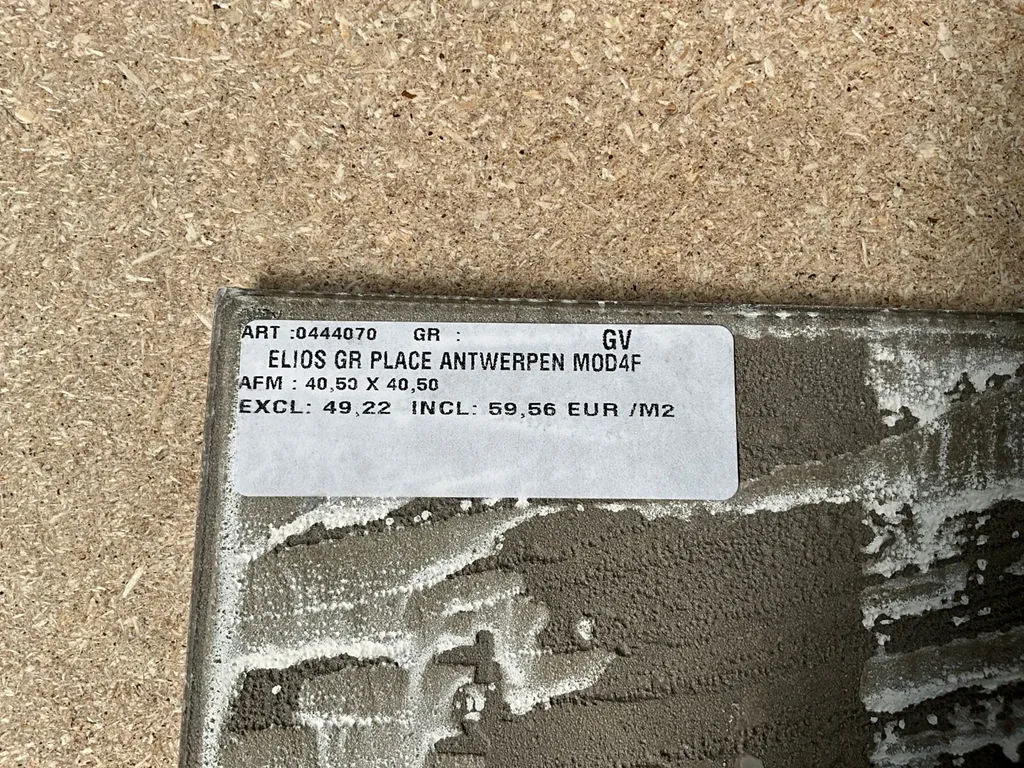 ART :0444070 GR : GV
ELIOS GR PLACE ANTWERPEN MOD4F
AFM : 40,50 X 40,50
EXCL: 49,22 INCL: 59,56 EUR /M2